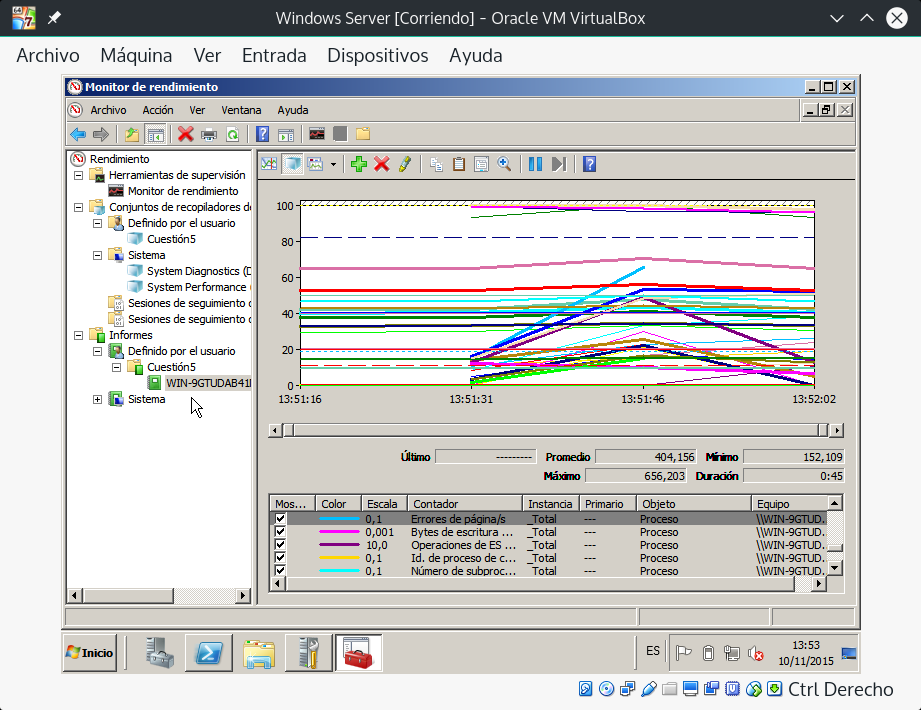 Windows Server [Corriendo] - Oracle VM VirtualBox
Archivo Máquina Ver Entrada Dispositivos Ayuda
Monitor de rendimiento
Archivo Acción Ver Ventana Ayuda
Rendimiento
Herramientas de supervisión
Monitor de rendimiento
Conjuntos de recopiladores d
Definido por el usuario
Cuestión5
Sistema
System Diagnostics (D
System Performance (
Sesiones de seguimiento d
Sesiones de seguimiento d
Informes
Definido por el usuario
Cuestión5
WIN-9GTUDAB41
Sistema
100
80
60
40
20
0
13:51:16 13:51:31 13:51:46 13:52:02
Último --------- Promedio 404,156 Mínimo 152,109
Máximo 656,203 Duración 0:45
Mos... Color Escala Contador Instancia Primario Objeto Equipo
0,1 Errores de página/s _Total --- Proceso \\WIN-9GTUD...
0,001 Bytes de escritura ... _Total --- Proceso \\WIN-9GTUD...
10,0 Operaciones de ES ... _Total --- Proceso \\WIN-9GTUD...
0,1 Id. de proceso de c... _Total --- Proceso \\WIN-9GTUD...
0,1 Número de subproc... _Total --- Proceso \\WIN-9GTUD...
Inicio ES 13:53
10/11/2015
Ctrl Derecho